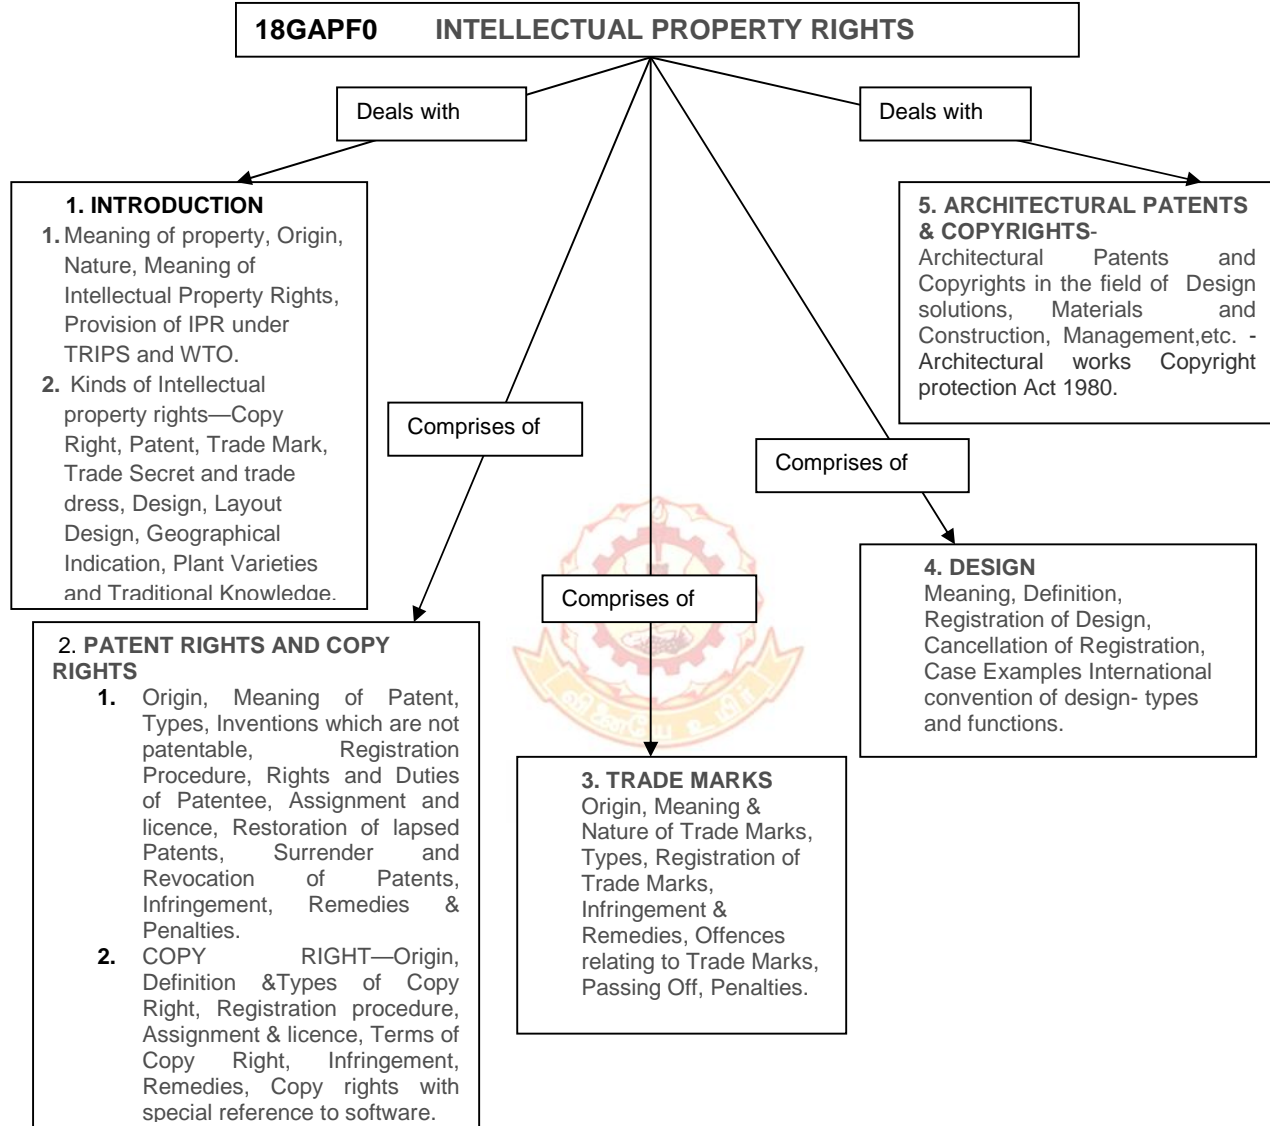 18GAPF0 INTELLECTUAL PROPERTY RIGHTS
Deals with
Deals with
1. INTRODUCTION
1. Meaning of property, Origin,
Nature, Meaning of
Intellectual Property Rights,
Provision of IPR under
TRIPS and WTO.
2. Kinds of Intellectual
property rights—Copy
Right, Patent, Trade Mark,
Trade Secret and trade
dress, Design, Layout
Design, Geographical
Indication, Plant Varieties
and Traditional Knowledge.
5. ARCHITECTURAL PATENTS
& COPYRIGHTS-
Architectural Patents and
Copyrights in the field of Design
solutions, Materials and
Construction, Management,etc. -
Architectural works Copyright
protection Act 1980.
Comprises of
Comprises of
Comprises of
4. DESIGN
Meaning, Definition,
Registration of Design,
Cancellation of Registration,
Case Examples International
convention of design- types
and functions.
2. PATENT RIGHTS AND COPY
RIGHTS
1. Origin, Meaning of Patent,
Types, Inventions which are not
patentable, Registration
Procedure, Rights and Duties
of Patentee, Assignment and
licence, Restoration of lapsed
Patents, Surrender and
Revocation of Patents,
Infringement, Remedies &
Penalties.
2. COPY RIGHT—Origin,
Definition &Types of Copy
Right, Registration procedure,
Assignment & licence, Terms of
Copy Right, Infringement,
Remedies, Copy rights with
special reference to software.
வினையே உயிர்
3. TRADE MARKS
Origin, Meaning &
Nature of Trade Marks,
Types, Registration of
Trade Marks,
Infringement &
Remedies, Offences
relating to Trade Marks,
Passing Off, Penalties.